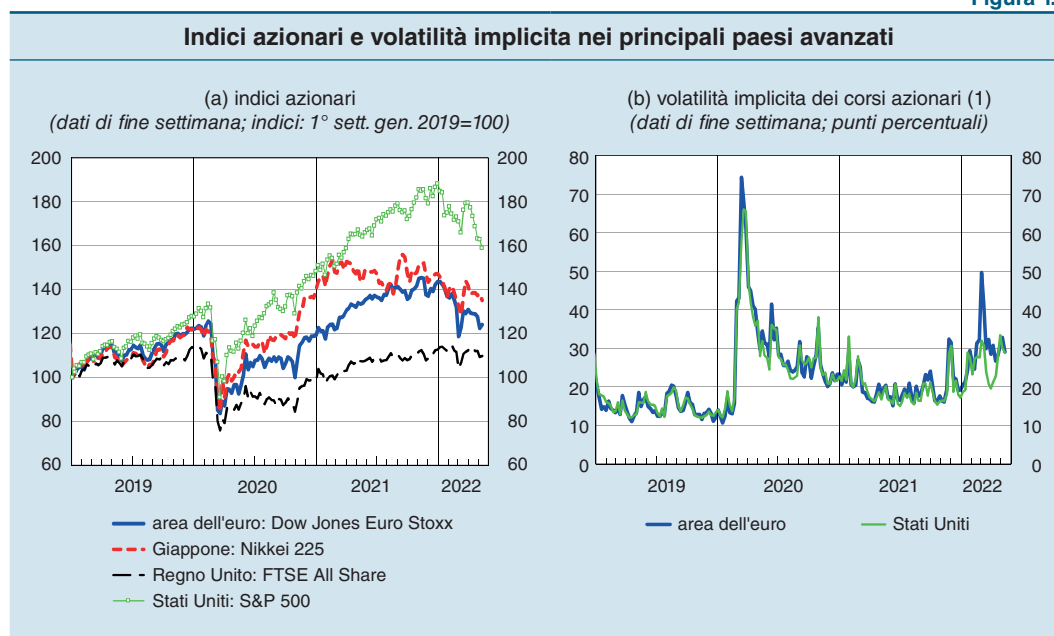 Indici azionari e volatilità implicita nei principali paesi avanzati
(a) indici azionari
(dati di fine settimana; indici: 1° sett. gen. 2019=100)
200 200
180 180
160 160
140 140
120 120
100 100
80 80
60 60
2019 2020 2021 2022
area dell'euro: Dow Jones Euro Stoxx
Giappone: Nikkei 225
Regno Unito: FTSE All Share
Stati Uniti: S&P 500
(b) volatilità implicita dei corsi azionari (1)
(dati di fine settimana; punti percentuali)
80 80
70 70
60 60
50 50
40 40
30 30
20 20
10 10
0 0
2019 2020 2021 2022
area dell'euro
Stati Uniti